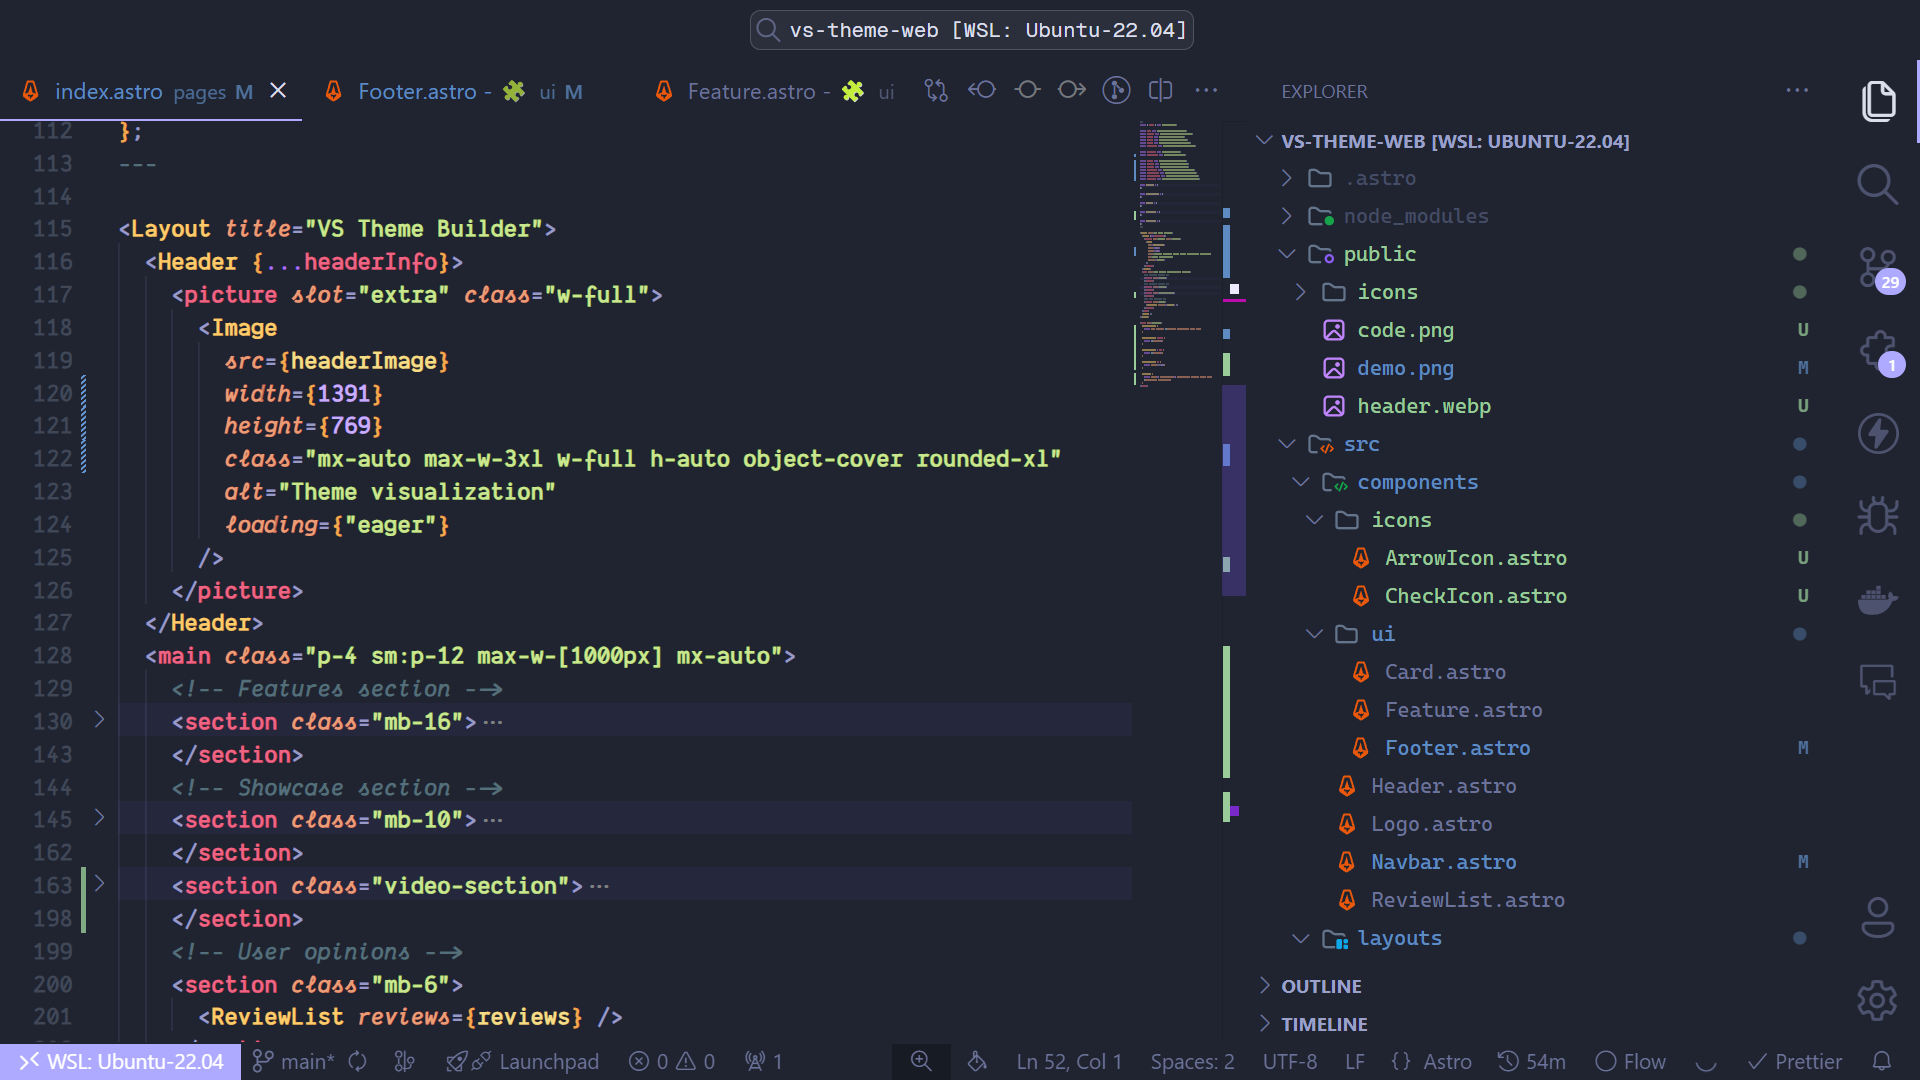 vs-theme-web [WSL: Ubuntu-22.04]
index.astro pages M
Footer.astro - ui M
Feature.astro - ui
112 };
113 ---
114
115 <Layout title="VS Theme Builder">
116 <Header {...headerInfo}>
117 <picture slot="extra" class="w-full">
118 <Image
119 src={headerImage}
120 width={1391}
121 height={769}
122 class="mx-auto max-w-3xl w-full h-auto object-cover rounded-xl"
123 alt="Theme visualization"
124 loading={"eager"}
125 />
126 </picture>
127 </Header>
128 <main class="p-4 sm:p-12 max-w-[1000px] mx-auto">
129 <!-- Features section -->
130 <section class="mb-16">···
143 </section>
144 <!-- Showcase section -->
145 <section class="mb-10">···
162 </section>
163 <section class="video-section">···
198 </section>
199 <!-- User opinions -->
200 <section class="mb-6">
201 <ReviewList reviews={reviews} />
EXPLORER
VS-THEME-WEB [WSL: UBUNTU-22.04]
.astro
node_modules
public
icons
code.png U
demo.png M
header.webp U
src
components
icons
ArrowIcon.astro U
CheckIcon.astro U
ui
Card.astro
Feature.astro
Footer.astro M
Header.astro
Logo.astro
Navbar.astro M
ReviewList.astro
layouts
OUTLINE
TIMELINE
29
1
WSL: Ubuntu-22.04 main* Launchpad 0 0 1 Ln 52, Col 1 Spaces: 2 UTF-8 LF {} Astro 54m Flow Prettier